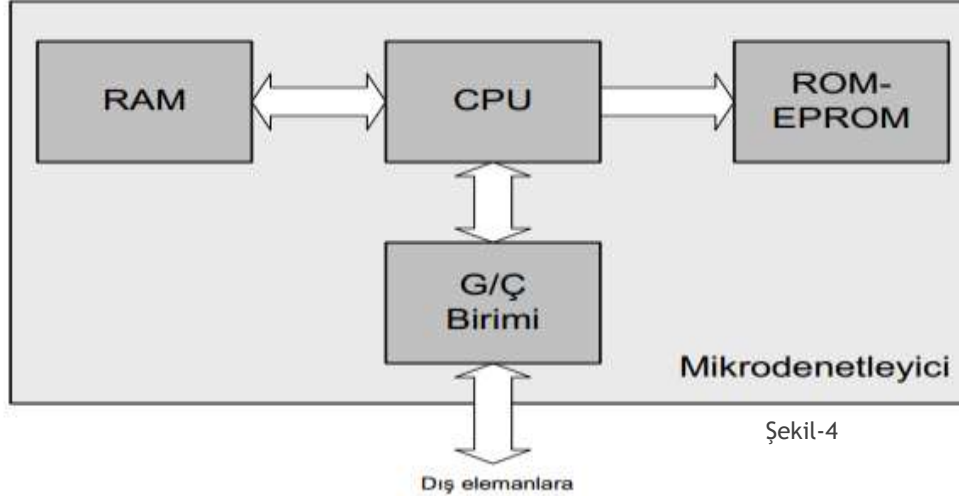 RAM
CPU
ROM-
EPROM
G/Ç
Birimi
Mikrodenetleyici
Şekil-4
Dış elemanlara